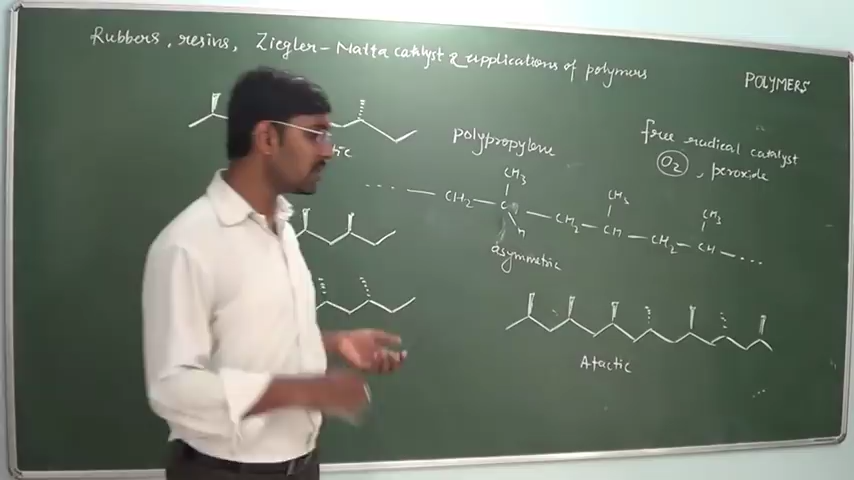 Rubbers, resins, Ziegler-Natta catalyst & applications of polymers
POLYMERS
free radical catalyst
O2, peroxide
polypropylene
CH3 CH3 CH3
... — CH2 — C — CH2 — CH — CH2 — CH — ...
H
asymmetric
Atactic